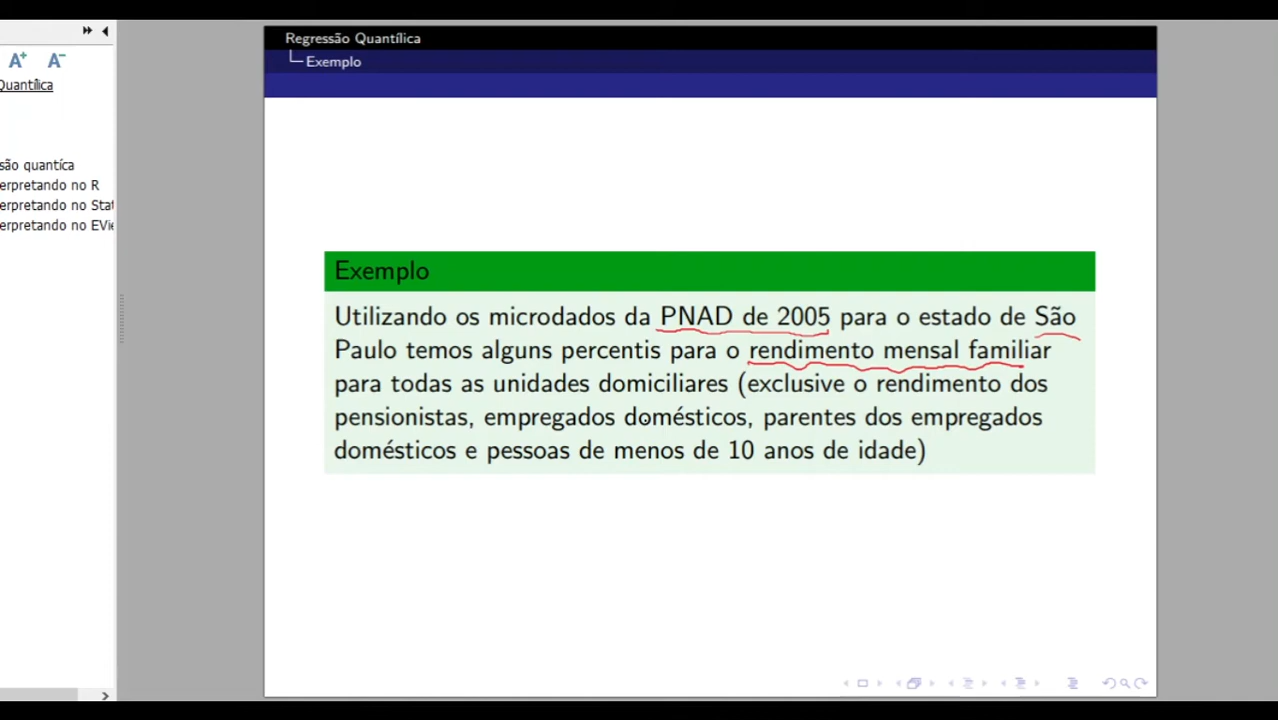 Regressão Quantílica
Exemplo
A+ A-
Quantílica
são quantíca
erpretando no R
erpretando no Stat
erpretando no EVie
Exemplo
Utilizando os microdados da PNAD de 2005 para o estado de São
Paulo temos alguns percentis para o rendimento mensal familiar
para todas as unidades domiciliares (exclusive o rendimento dos
pensionistas, empregados domésticos, parentes dos empregados
domésticos e pessoas de menos de 10 anos de idade)